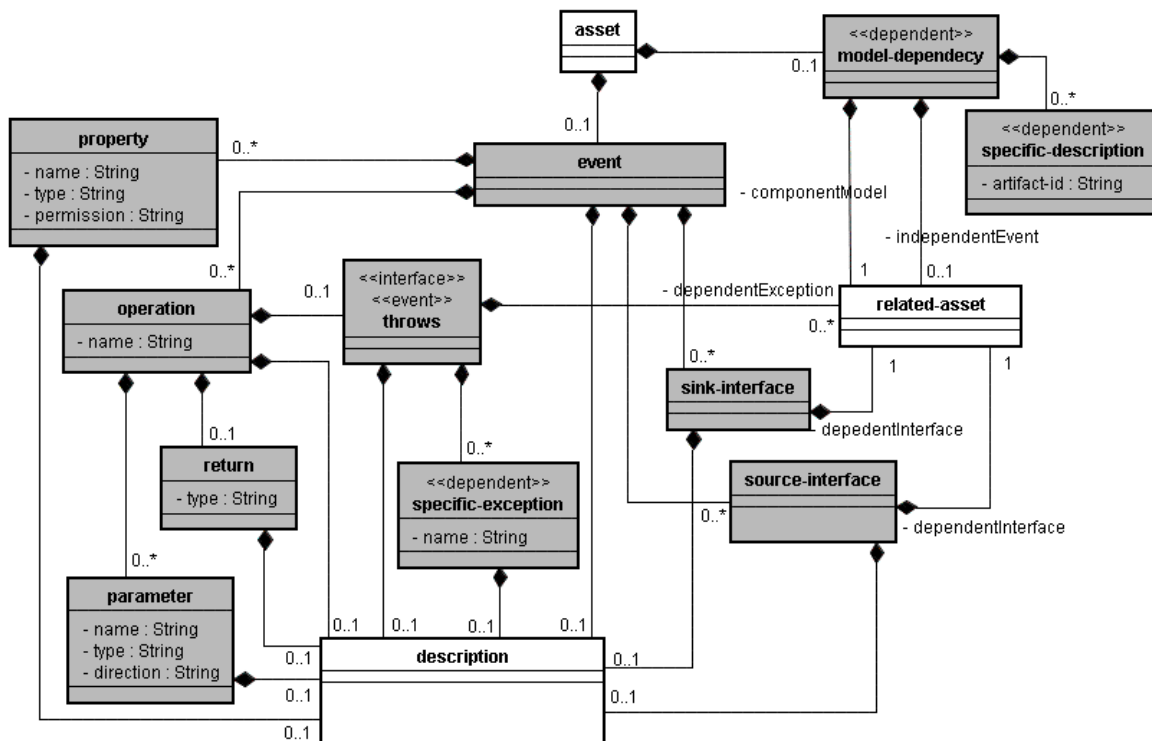 asset
<<dependent>>
model-dependecy
0..1
0..*
0..1
property
- name : String
- type : String
- permission : String
0..*
event
<<dependent>>
specific-description
- artifact-id : String
- componentModel
- independentEvent
0..*
0..1
1
0..1
operation
- name : String
<<interface>>
<<event>>
throws
- dependentException
0..*
related-asset
0..*
1
1
sink-interface
- depedentInterface
0..1
return
- type : String
0..*
<<dependent>>
specific-exception
- name : String
source-interface
0..*
- dependentInterface
0..*
parameter
- name : String
- type : String
- direction : String
0..1
0..1
0..1
0..1
0..1
description
0..1
0..1
0..1
0..1